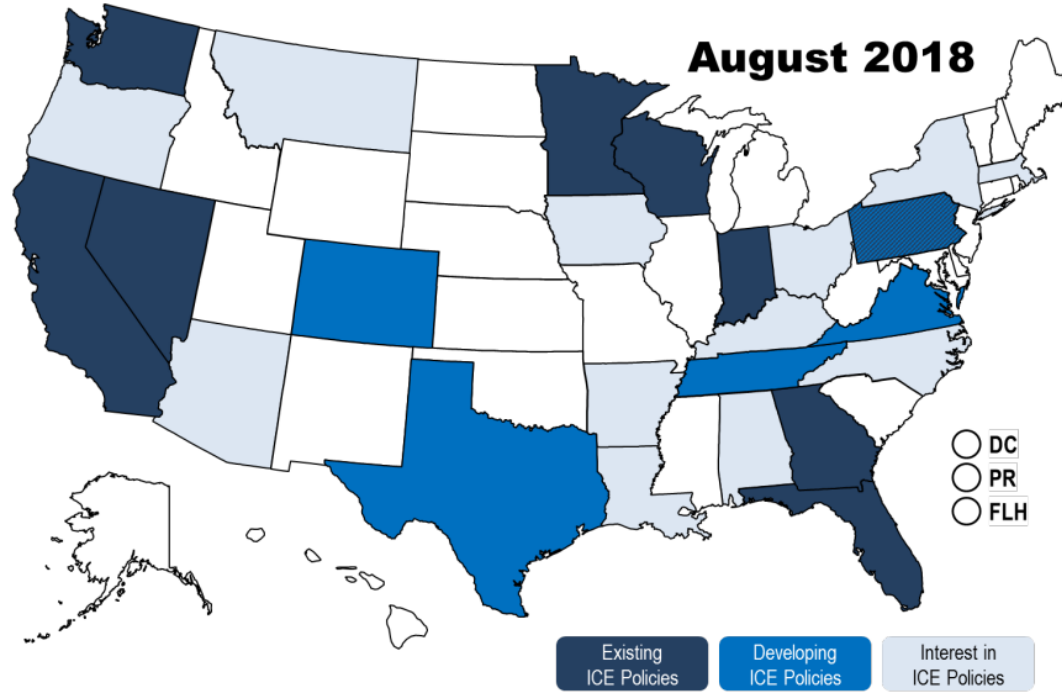 August 2018
DC
PR
FLH
Existing
ICE Policies
Developing
ICE Policies
Interest in
ICE Policies